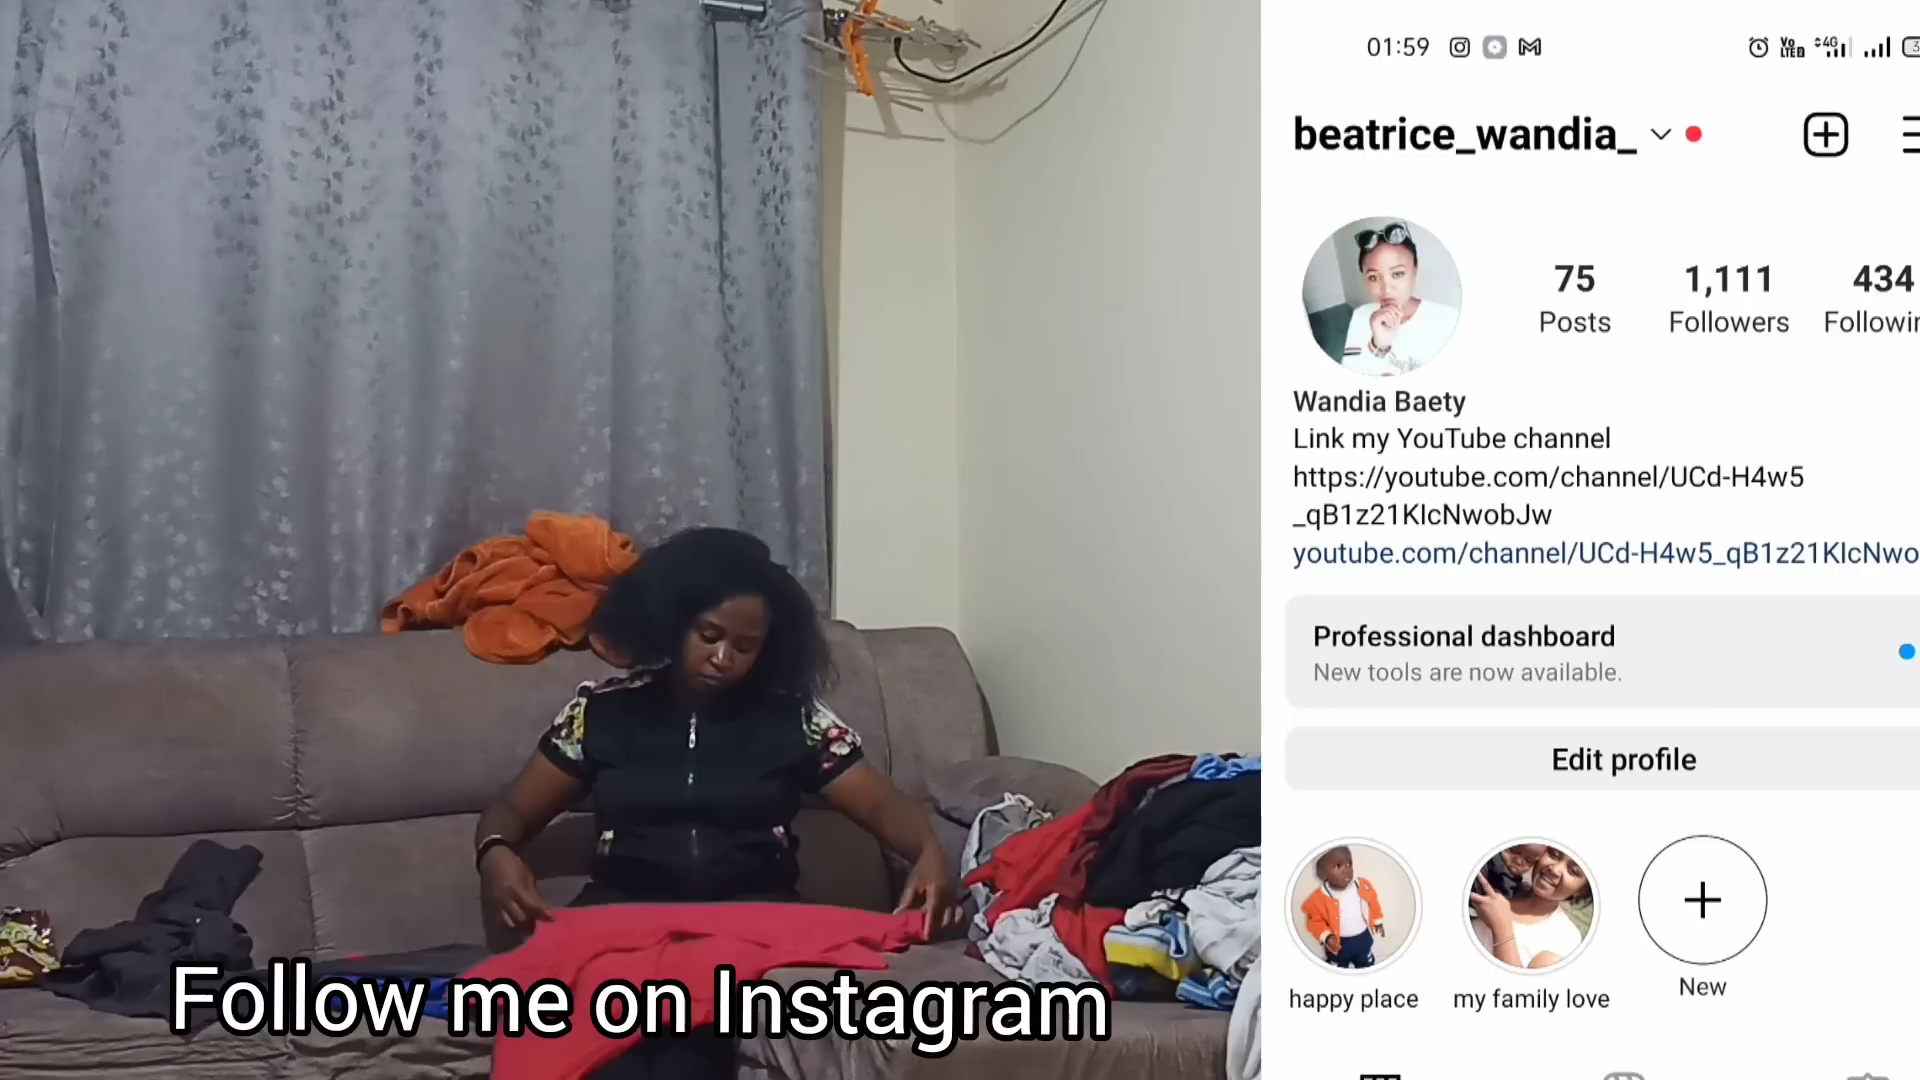 01:59
beatrice_wandia_
75
Posts
1,111
Followers
434
Followin
Wandia Baety
Link my YouTube channel
https://youtube.com/channel/UCd-H4w5
_qB1z21KlcNwobJw
youtube.com/channel/UCd-H4w5_qB1z21KlcNwo
Professional dashboard
New tools are now available.
Edit profile
happy place
my family love
New
Follow me on Instagram